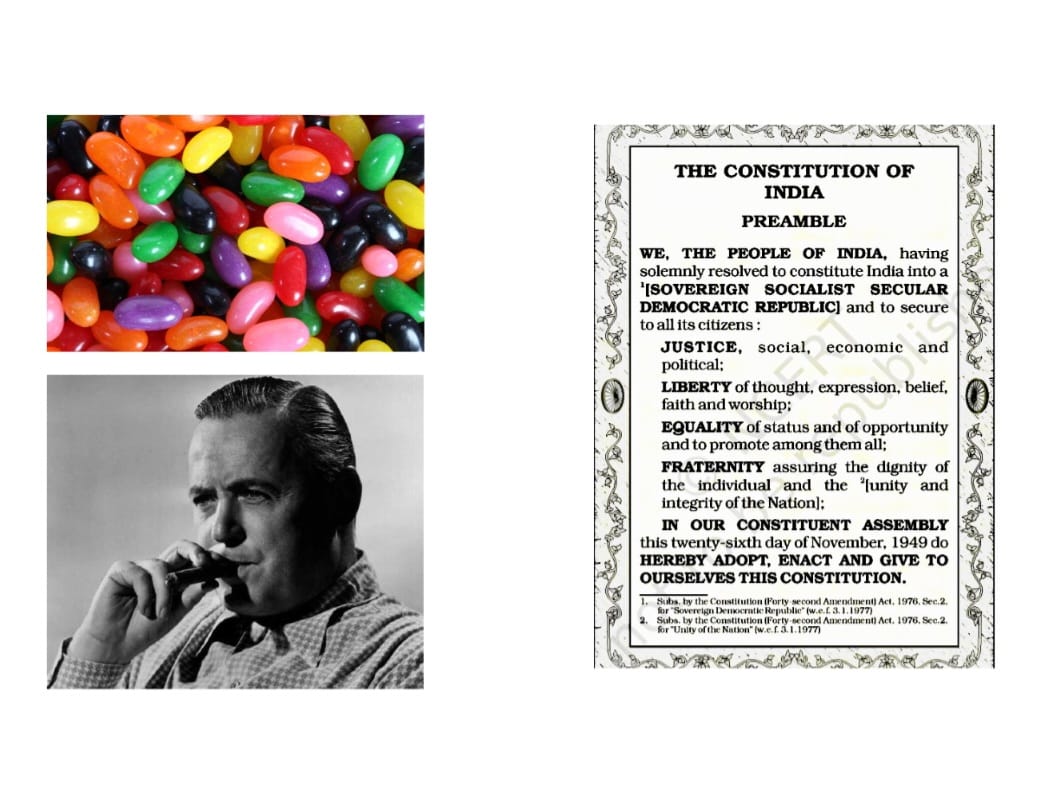 THE CONSTITUTION OF
INDIA
PREAMBLE
WE, THE PEOPLE OF INDIA, having
solemnly resolved to constitute India into a
1[SOVEREIGN SOCIALIST SECULAR
DEMOCRATIC REPUBLIC] and to secure
to all its citizens :
JUSTICE, social, economic and
political;
LIBERTY of thought, expression, belief,
faith and worship;
EQUALITY of status and of opportunity
and to promote among them all;
FRATERNITY assuring the dignity of
the individual and the 2[unity and
integrity of the Nation];
IN OUR CONSTITUENT ASSEMBLY
this twenty-sixth day of November, 1949 do
HEREBY ADOPT, ENACT AND GIVE TO
OURSELVES THIS CONSTITUTION.
1. Subs. by the Constitution (Forty-second Amendment) Act, 1976, Sec.2,
for "Sovereign Democratic Republic" (w.e.f. 3.1.1977)
2. Subs. by the Constitution (Forty-second Amendment) Act, 1976, Sec.2,
for "Unity of the Nation" (w.e.f. 3.1.1977)